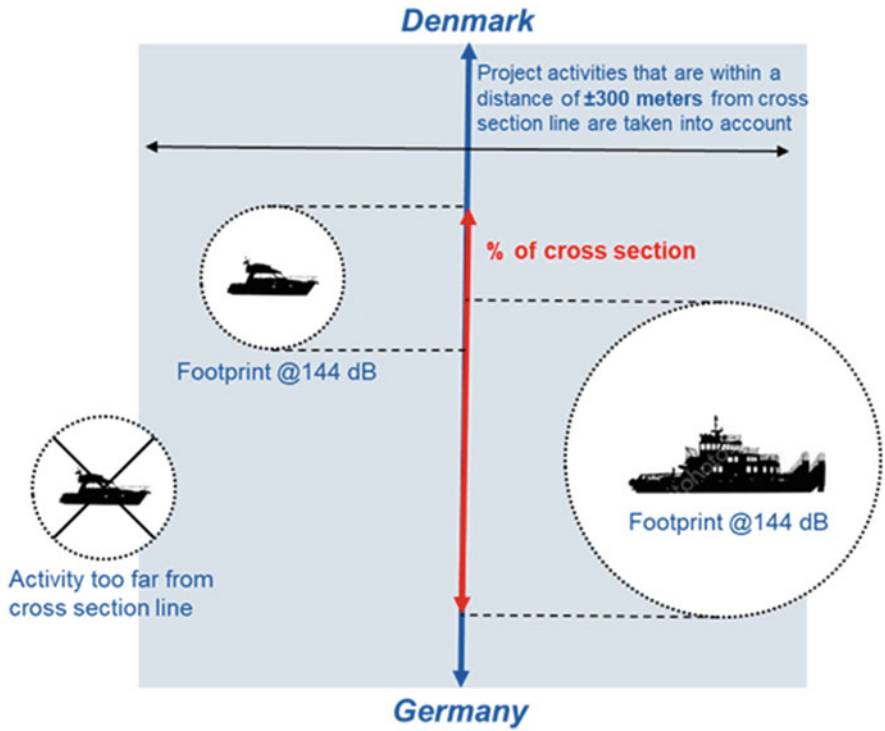 Denmark
Project activities that are within a
distance of ±300 meters from cross
section line are taken into account
% of cross section
Footprint @144 dB
Footprint @144 dB
Activity too far from
cross section line
Germany